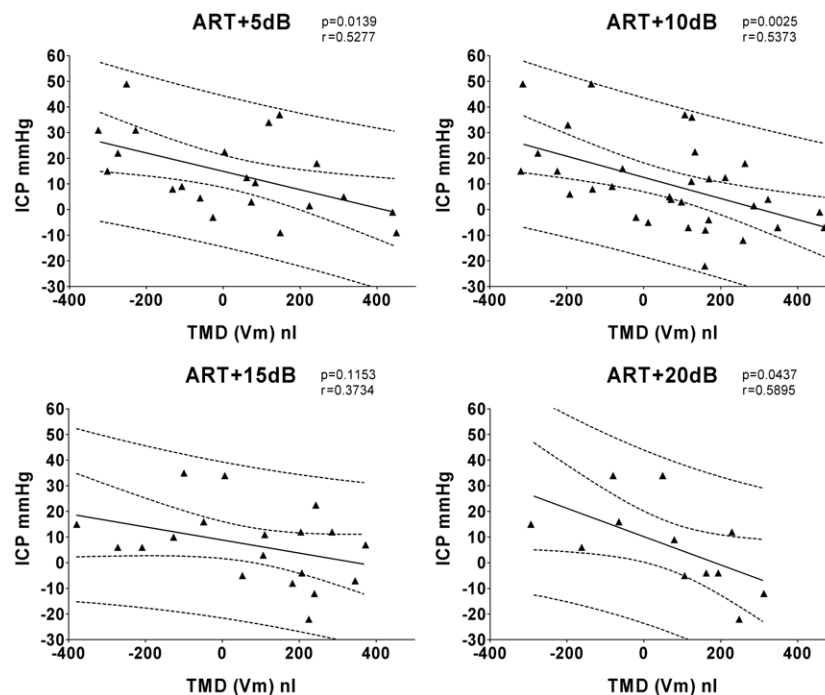 ART+5dB
p=0.0139
r=0.5277
ICP mmHg
60
50
40
30
20
10
0
-10
-20
-30
-400 -200 0 200 400
TMD (Vm) nl
ART+10dB
p=0.0025
r=0.5373
ICP mmHg
60
50
40
30
20
10
0
-10
-20
-30
-400 -200 0 200 400
TMD (Vm) nl
ART+15dB
p=0.1153
r=0.3734
ICP mmHg
60
50
40
30
20
10
0
-10
-20
-30
-400 -200 0 200 400
TMD (Vm) nl
ART+20dB
p=0.0437
r=0.5895
ICP mmHg
60
50
40
30
20
10
0
-10
-20
-30
-400 -200 0 200 400
TMD (Vm) nl